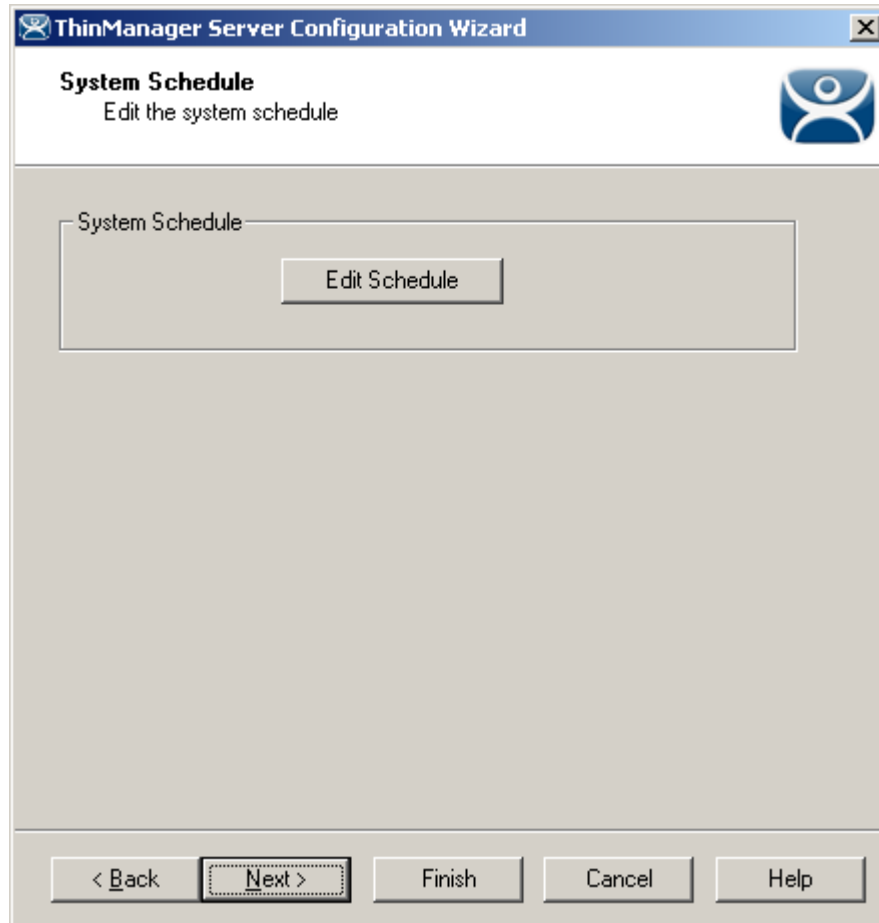 ThinManager Server Configuration Wizard
System Schedule
Edit the system schedule
System Schedule
Edit Schedule
< Back Next > Finish Cancel Help